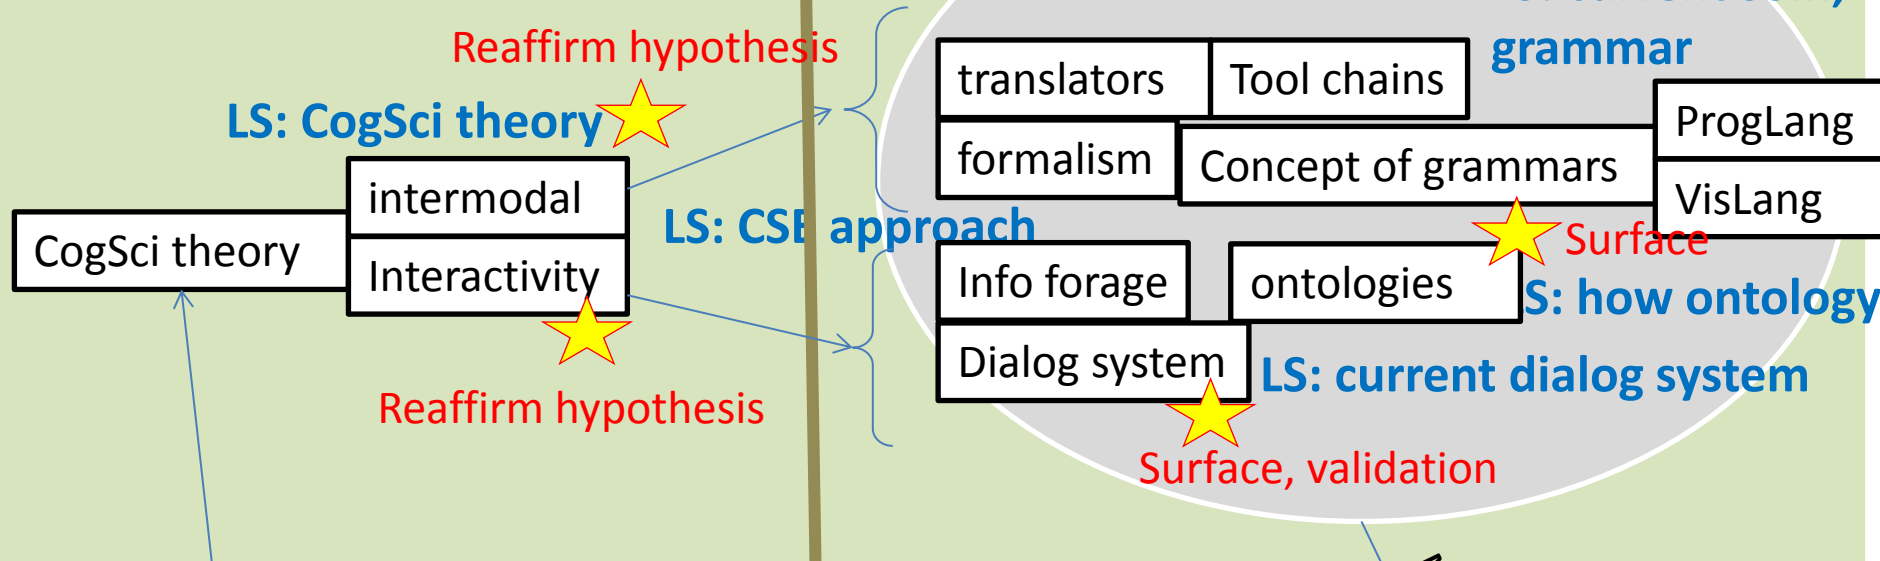 Reaffirm hypothesis
LS: CogSci theory
intermodal
CogSci theory
Interactivity
Reaffirm hypothesis
LS: CSE approach
grammar
translators
Tool chains
formalism
Concept of grammars
ProgLang
VisLang
Surface
Info forage
ontologies
S: how ontology
Dialog system
LS: current dialog system
Surface, validation